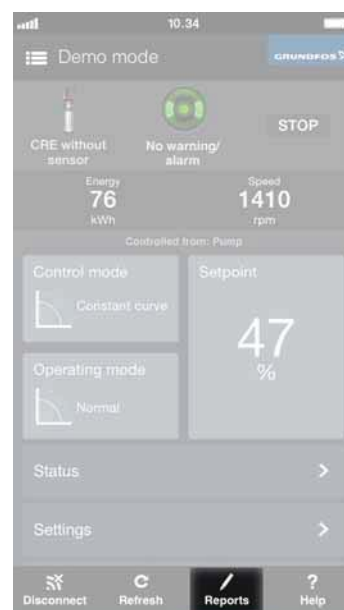 10.34
Demo mode
GRUNDFOS
CRE without
sensor
No warning/
alarm
STOP
Energy
76
kWh
Speed
1410
rpm
Controlled from: Pump
Control mode
Constant curve
Setpoint
47
%
Operating mode
Normal
Status
Settings
Disconnect
Refresh
Reports
?
Help